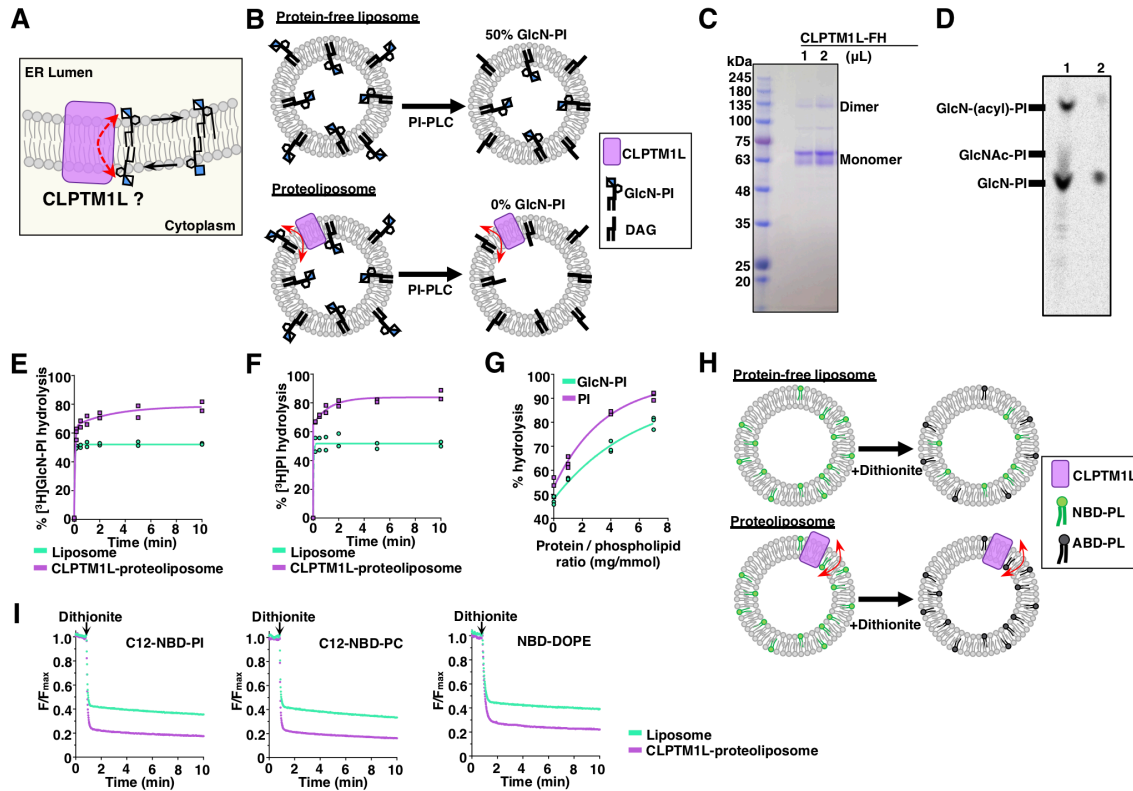 A
ER Lumen
CLPTM1L ?
Cytoplasm
B
Protein-free liposome
50% GlcN-PI
PI-PLC
Proteoliposome
0% GlcN-PI
PI-PLC
CLPTM1L
GlcN-PI
DAG
C
CLPTM1L-FH
1 2 (µL)
kDa
245
180
135
100
75
63
48
35
25
20
Dimer
Monomer
D
1 2
GlcN-(acyl)-PI
GlcNAc-PI
GlcN-PI
E
% [³H]GlcN-PI hydrolysis
100
80
60
40
20
0
0 2 4 6 8 10
Time (min)
Liposome
CLPTM1L-proteoliposome
F
% [³H]PI hydrolysis
100
80
60
40
20
0
0 2 4 6 8 10
Time (min)
Liposome
CLPTM1L-proteoliposome
G
% hydrolysis
100
90
80
70
60
50
40
GlcN-PI
PI
0 2 4 6 8
Protein / phospholipid
ratio (mg/mmol)
H
Protein-free liposome
+Dithionite
Proteoliposome
+Dithionite
CLPTM1L
NBD-PL
ABD-PL
I
Dithionite
C12-NBD-PI
F/Fmax
1.0
0.8
0.6
0.4
0.2
0
0 2 4 6 8 10
Time (min)
Dithionite
C12-NBD-PC
F/Fmax
1.0
0.8
0.6
0.4
0.2
0
0 2 4 6 8 10
Time (min)
Dithionite
NBD-DOPE
F/Fmax
1.0
0.8
0.6
0.4
0.2
0
0 2 4 6 8 10
Time (min)
Liposome
CLPTM1L-proteoliposome